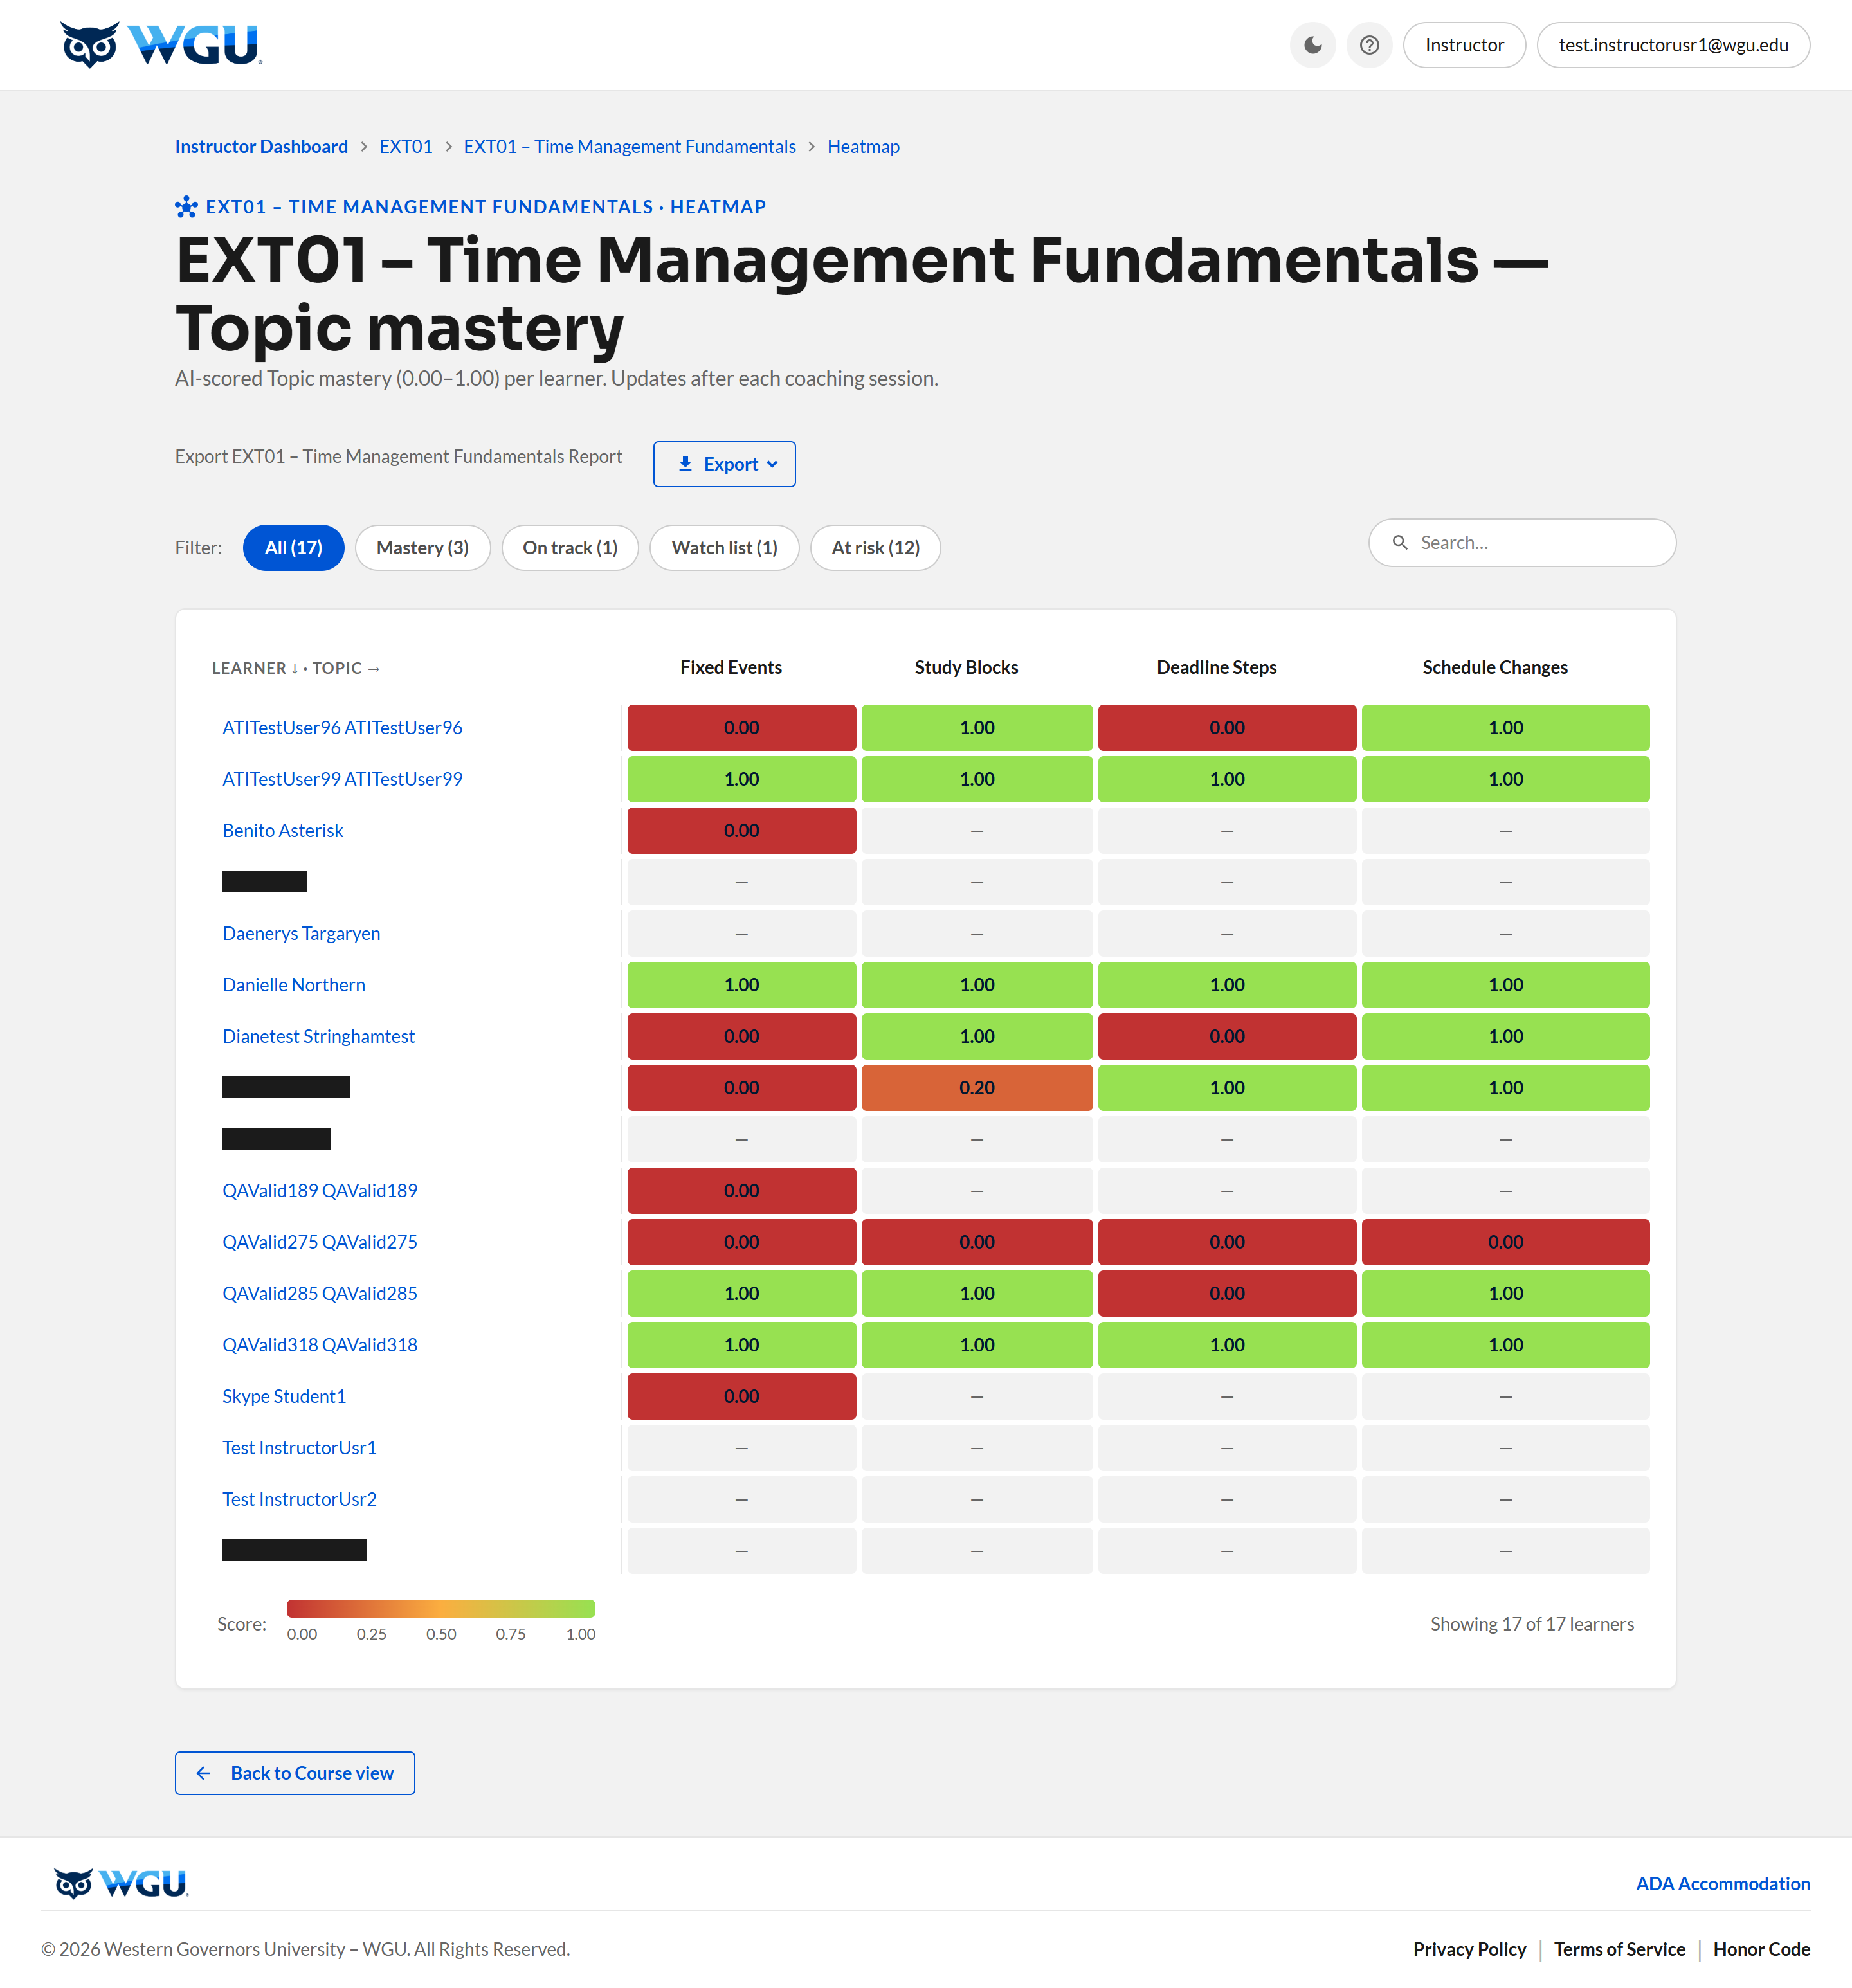 WGU
Instructor
test.instructorusr1@wgu.edu
Instructor Dashboard > EXT01 > EXT01 – Time Management Fundamentals > Heatmap
EXT01 – TIME MANAGEMENT FUNDAMENTALS · HEATMAP
EXT01 – Time Management Fundamentals —
Topic mastery
AI-scored Topic mastery (0.00–1.00) per learner. Updates after each coaching session.
Export EXT01 – Time Management Fundamentals Report Export
Filter: All (17) Mastery (3) On track (1) Watch list (1) At risk (12) Search...
LEARNER ↓ · TOPIC → Fixed Events Study Blocks Deadline Steps Schedule Changes
ATITestUser96 ATITestUser96 0.00 1.00 0.00 1.00
ATITestUser99 ATITestUser99 1.00 1.00 1.00 1.00
Benito Asterisk 0.00 — — —
— — — —
Daenerys Targaryen — — — —
Danielle Northern 1.00 1.00 1.00 1.00
Dianetest Stringhamtest 0.00 1.00 0.00 1.00
0.00 0.20 1.00 1.00
— — — —
QAValid189 QAValid189 0.00 — — —
QAValid275 QAValid275 0.00 0.00 0.00 0.00
QAValid285 QAValid285 1.00 1.00 0.00 1.00
QAValid318 QAValid318 1.00 1.00 1.00 1.00
Skype Student1 0.00 — — —
Test InstructorUsr1 — — — —
Test InstructorUsr2 — — — —
— — — —
Score: 0.00 0.25 0.50 0.75 1.00
Showing 17 of 17 learners
← Back to Course view
WGU
ADA Accommodation
© 2026 Western Governors University – WGU. All Rights Reserved.
Privacy Policy | Terms of Service | Honor Code